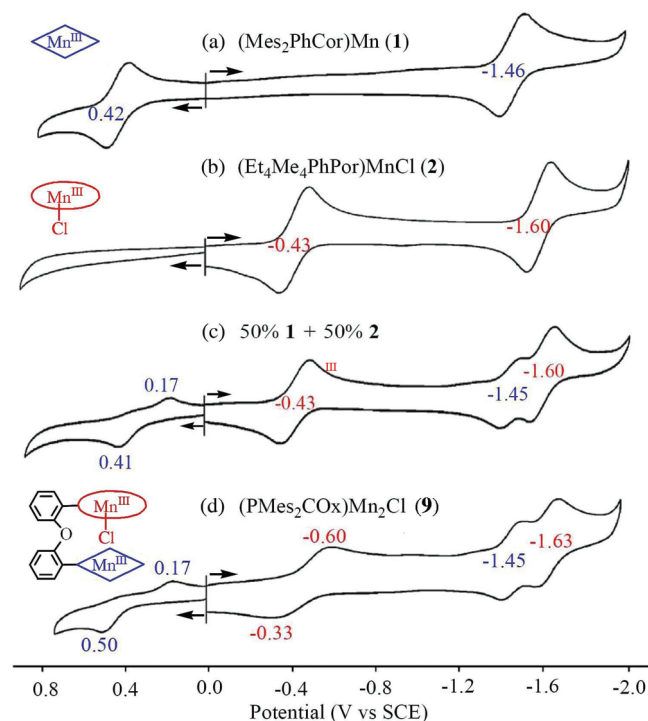 Mn^III
(a) (Mes₂PhCor)Mn (1)
0.42
-1.46
(b) (Et₄Me₄PhPor)MnCl (2)
Mn^III
Cl
-0.43
-1.60
(c) 50% 1 + 50% 2
0.17
III
-0.43
-1.60
-1.45
0.41
(d) (PMes₂COx)Mn₂Cl (9)
Mn^III
Cl
O
Mn^III
0.17
-0.60
-1.45
-1.63
0.50
-0.33
0.8 0.4 0.0 -0.4 -0.8 -1.2 -1.6 -2.0
Potential (V vs SCE)